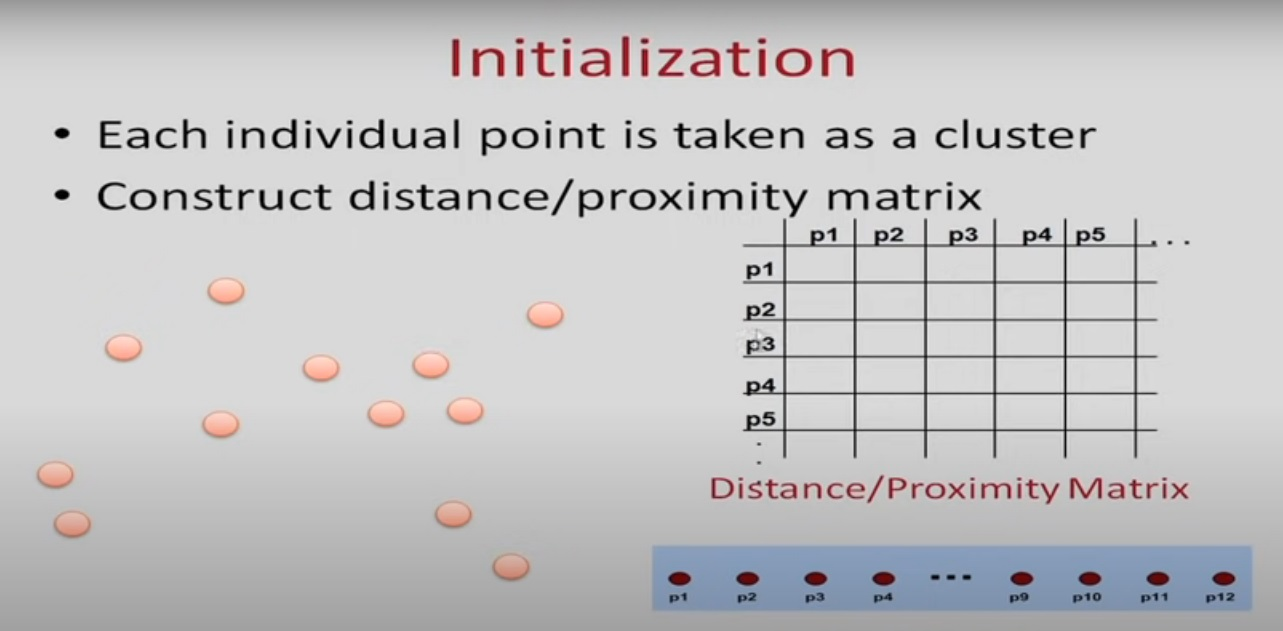 Initialization
• Each individual point is taken as a cluster
• Construct distance/proximity matrix
p1 p2 p3 p4 p5 ...
p1
p2
p3
p4
p5
.
.
.
Distance/Proximity Matrix
...
p1 p2 p3 p4 p9 p10 p11 p12